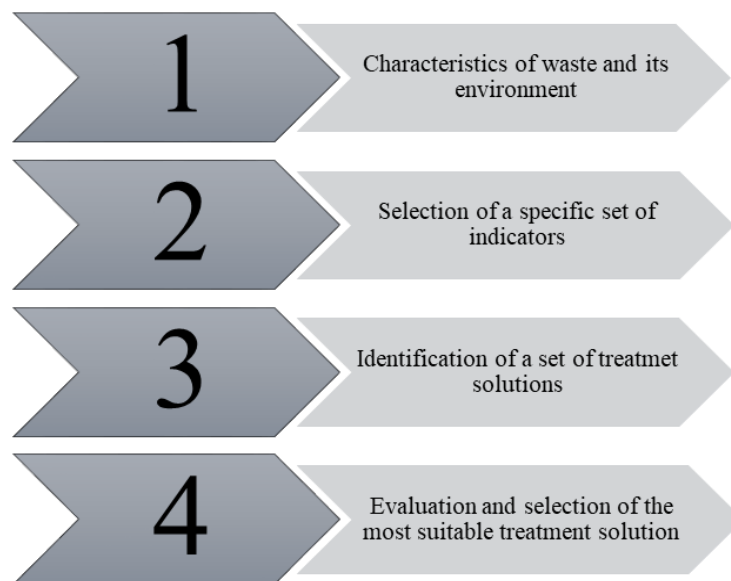 1
Characteristics of waste and its
environment
2
Selection of a specific set of
indicators
3
Identification of a set of treatmet
solutions
4
Evaluation and selection of the
most suitable treatment solution